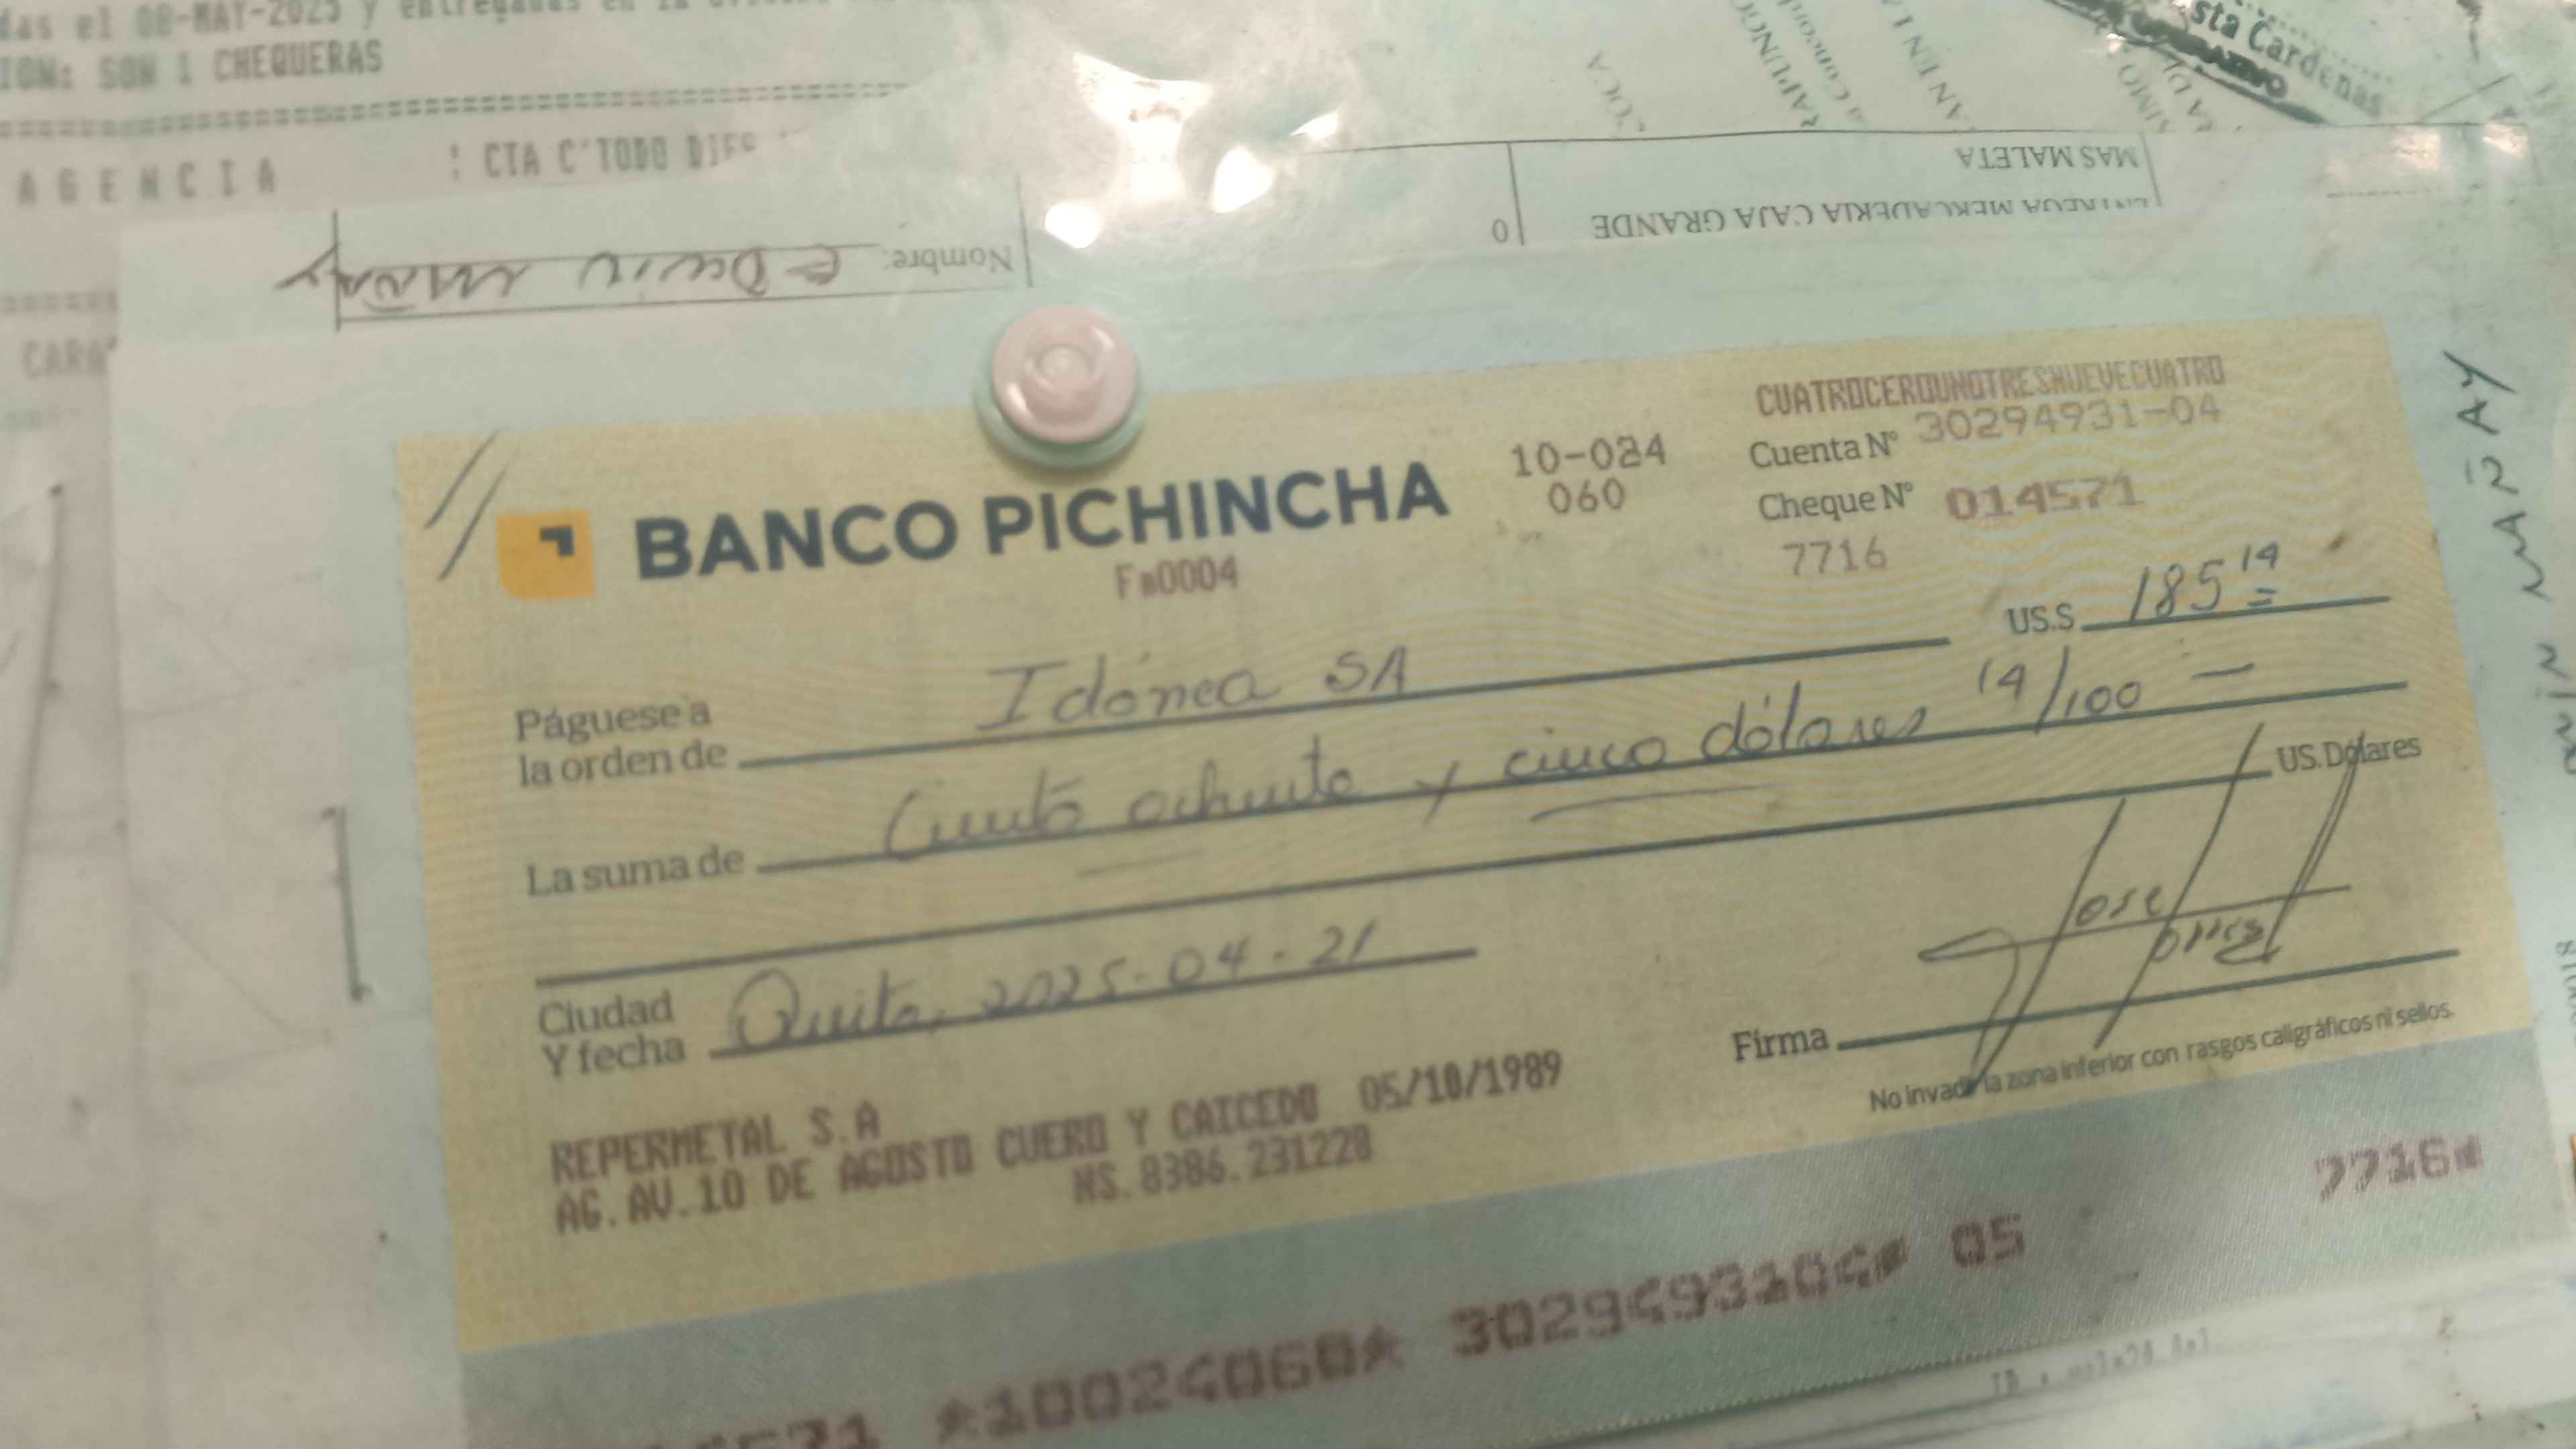 das el 08-MAY-2025 y entregadas en la
ION: SON 1 CHEQUERAS
AGENCIA ! CTA C'TODO
MAS MALETA
ENTREGA MERCADERIA CAJA GRANDE
0
Nombre:
sta Cardenas
CUATROCEROUNOTRESNUEVECUATRO
BANCO PICHINCHA
10-024
060
Cuenta N° 30294931-04
Cheque N° 014571
7716
Fm0004
US.$ 185 14
Páguese a
la orden de Idónea SA
La suma de Ciento ochenta y cinco dólares 14/100 —
US. Dólares
Ciudad
Y fecha Quito, 2025-04-21
Firma
No invada la zona inferior con rasgos caligráficos ni sellos.
REPERMETAL S.A
AG. AV. 10 DE AGOSTO CUERO Y CAICEDO 05/10/1989
NS. 8386.231228
7716
*10024060* 3029493104 05